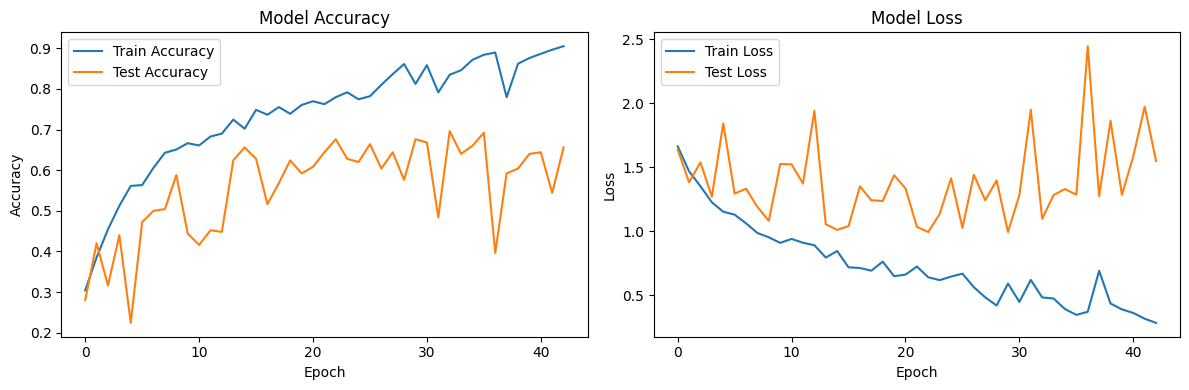 Model Accuracy
Train Accuracy
Test Accuracy
Accuracy
0.9
0.8
0.7
0.6
0.5
0.4
0.3
0.2
0
10
20
30
40
Epoch
Model Loss
Train Loss
Test Loss
Loss
2.5
2.0
1.5
1.0
0.5
0
10
20
30
40
Epoch